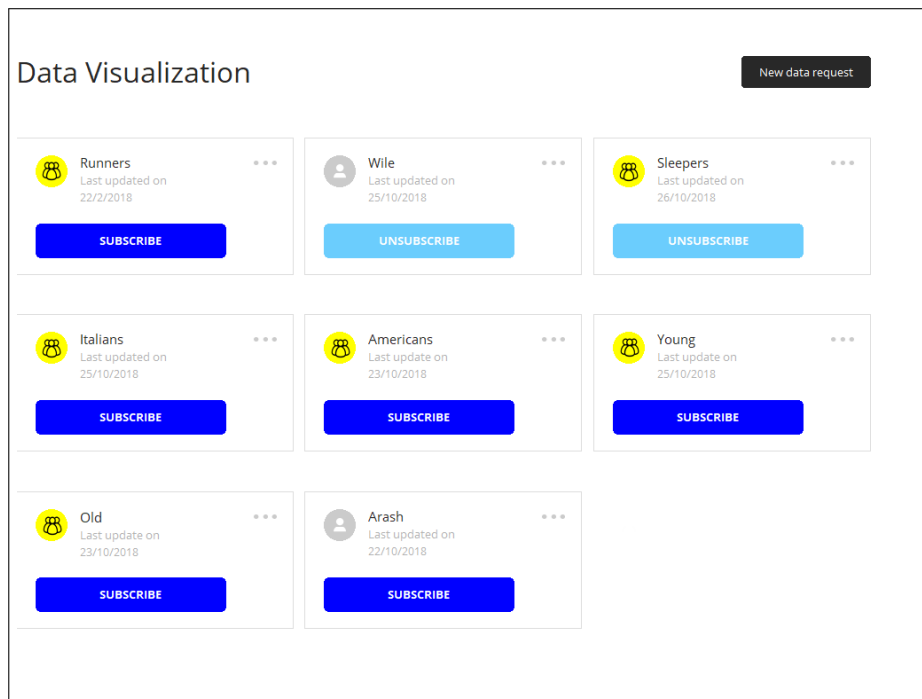 Data Visualization
New data request
Runners
Last updated on
22/2/2018
SUBSCRIBE
Wile
Last updated on
25/10/2018
UNSUBSCRIBE
Sleepers
Last updated on
26/10/2018
UNSUBSCRIBE
Italians
Last updated on
25/10/2018
SUBSCRIBE
Americans
Last update on
23/10/2018
SUBSCRIBE
Young
Last update on
25/10/2018
SUBSCRIBE
Old
Last update on
23/10/2018
SUBSCRIBE
Arash
Last updated on
22/10/2018
SUBSCRIBE